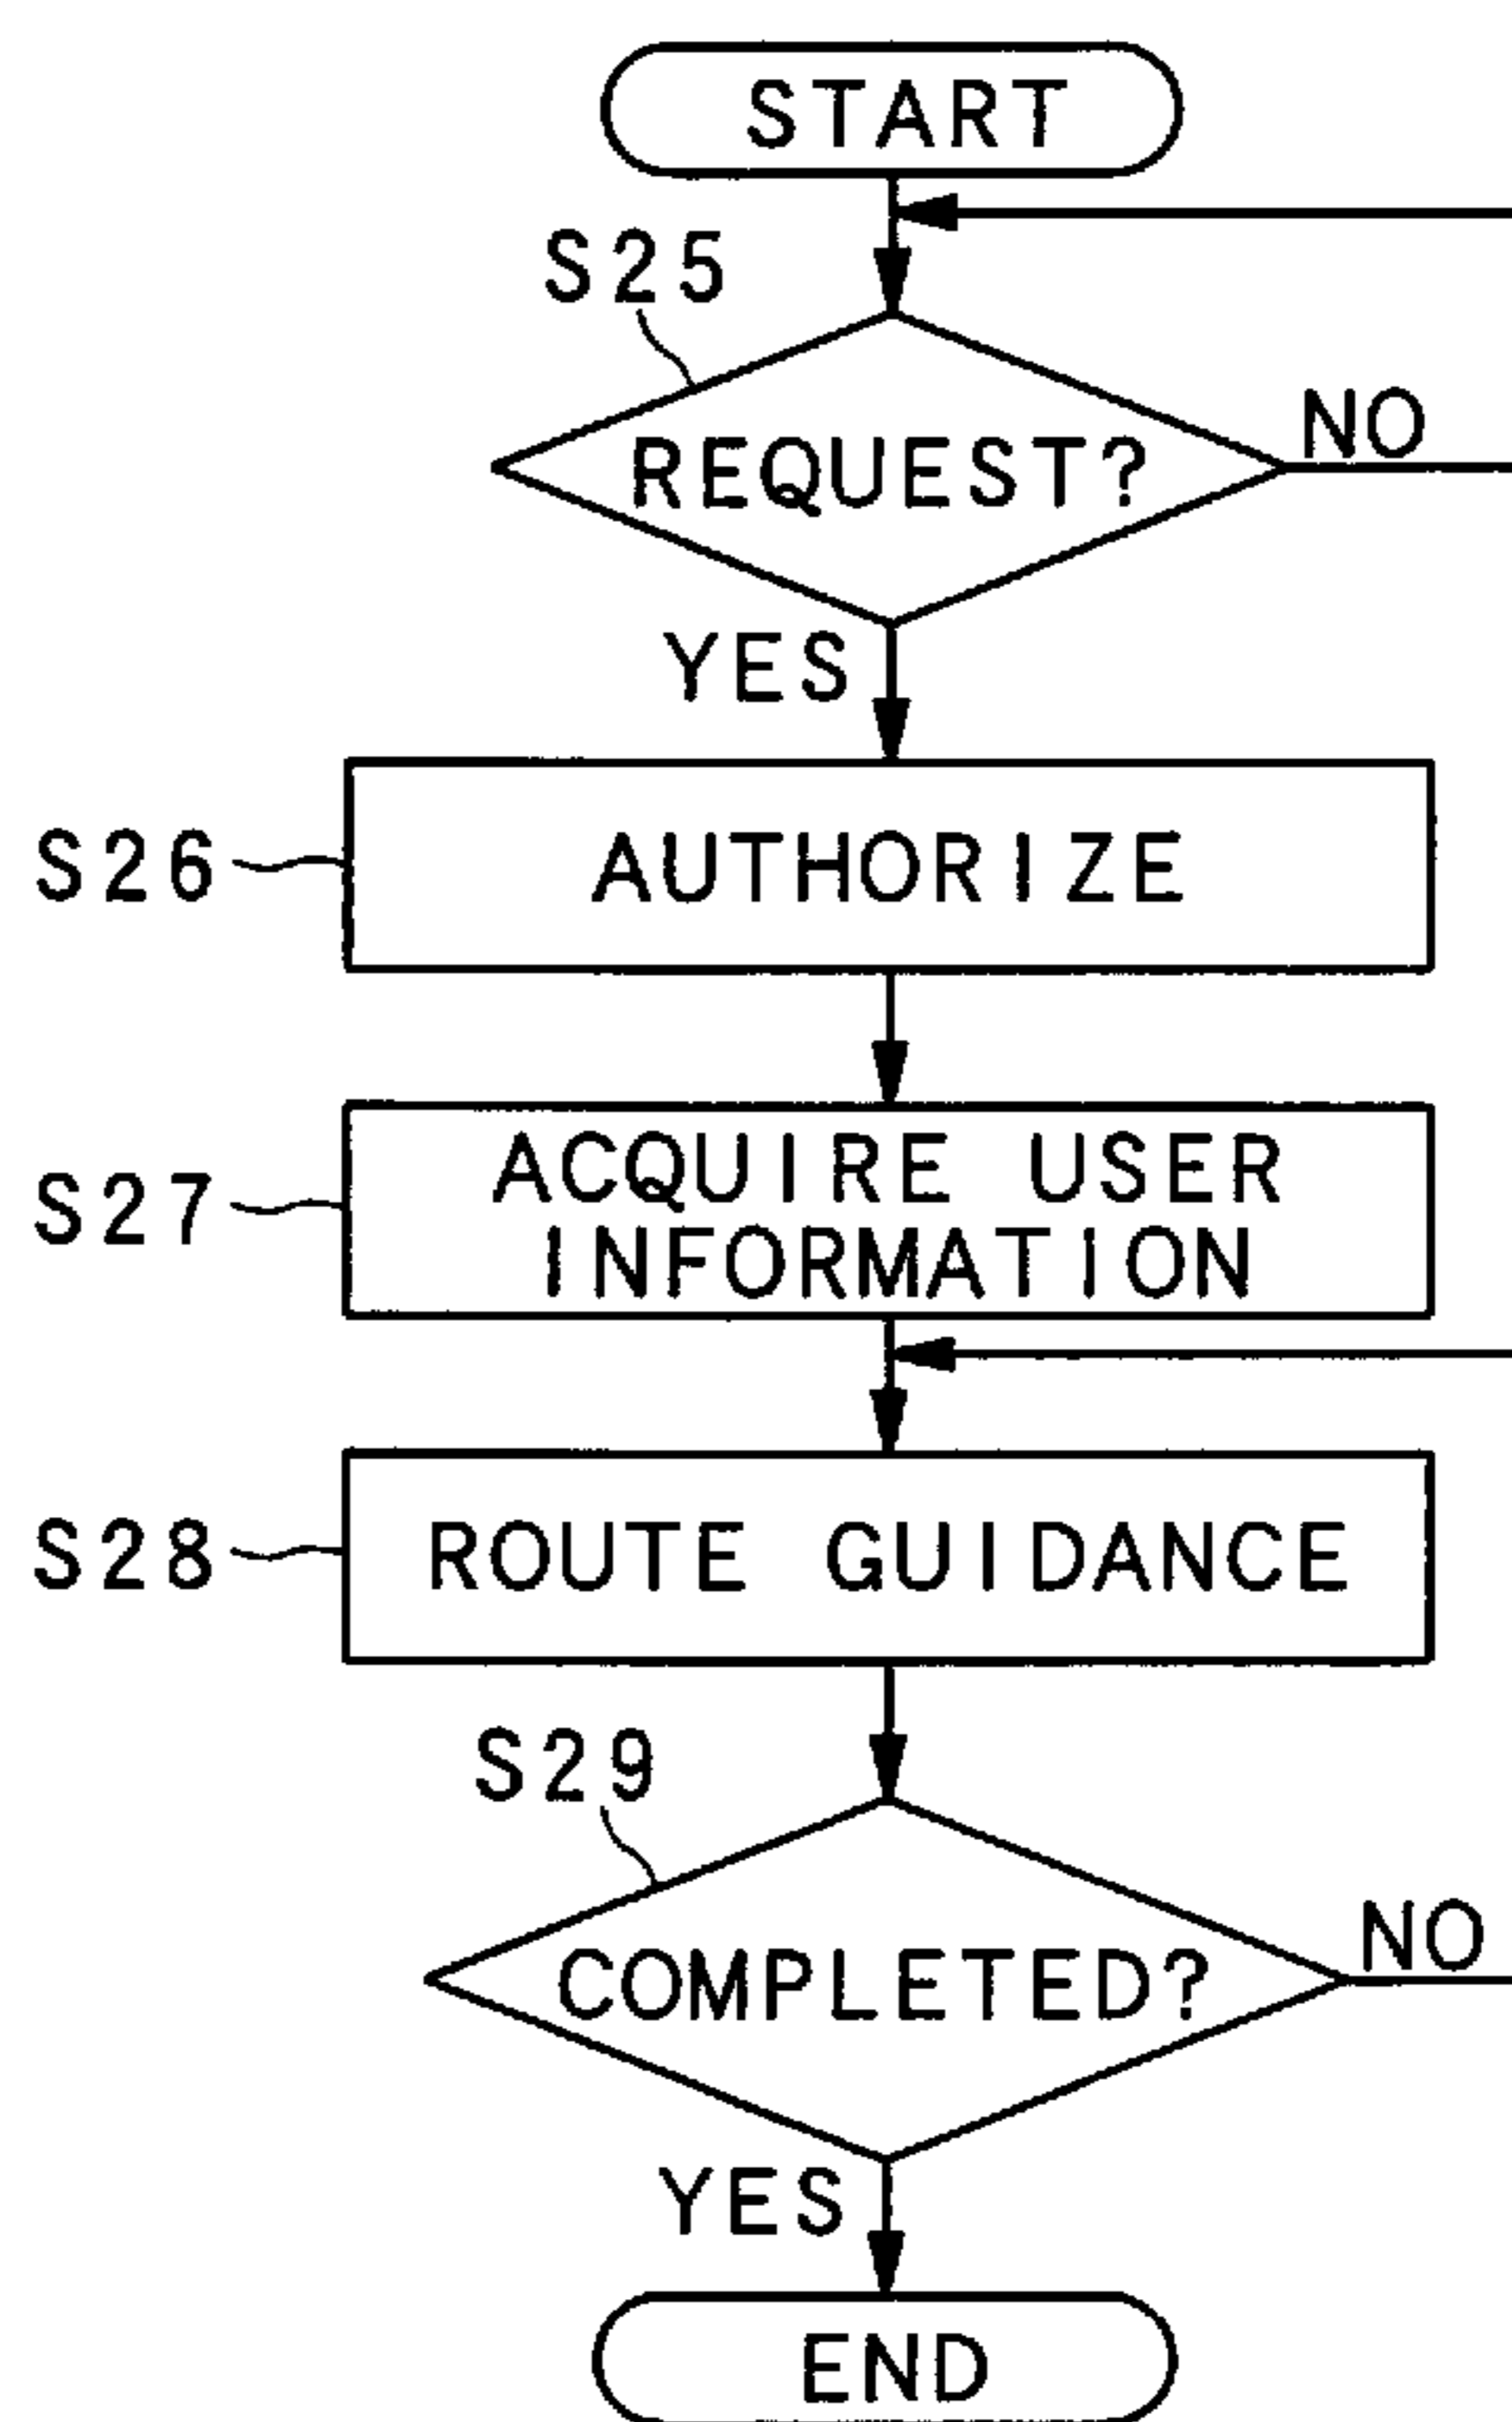 START
S25
REQUEST?
NO
YES
S26
AUTHORIZE
S27
ACQUIRE USER
INFORMATION
S28
ROUTE GUIDANCE
S29
COMPLETED?
NO
YES
END